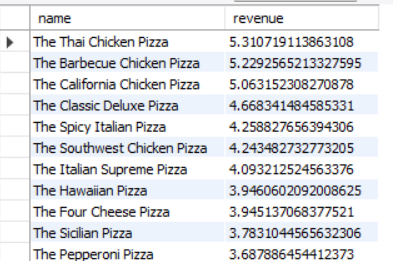 name revenue
The Thai Chicken Pizza 5.310719113863108
The Barbecue Chicken Pizza 5.2292565213327595
The California Chicken Pizza 5.063152308270878
The Classic Deluxe Pizza 4.668341484585331
The Spicy Italian Pizza 4.258827656394306
The Southwest Chicken Pizza 4.243482732773205
The Italian Supreme Pizza 4.093212524563376
The Hawaiian Pizza 3.9460602092008625
The Four Cheese Pizza 3.945137068377521
The Sicilian Pizza 3.7831044565632306
The Pepperoni Pizza 3.687886454412373